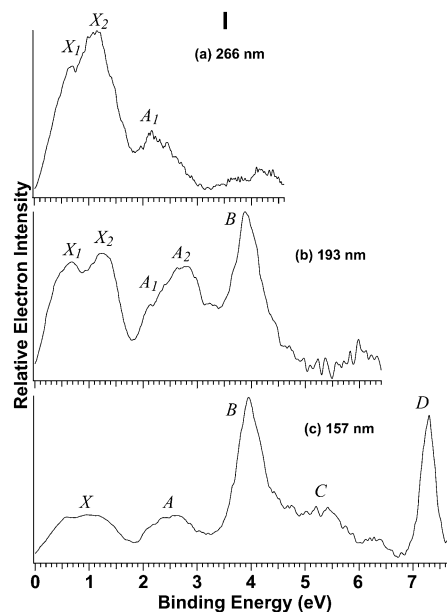 I
X2
X1
(a) 266 nm
A1
Relative Electron Intensity
B
X1
X2
(b) 193 nm
A2
A1
B
D
(c) 157 nm
X
A
C
0 1 2 3 4 5 6 7
Binding Energy (eV)